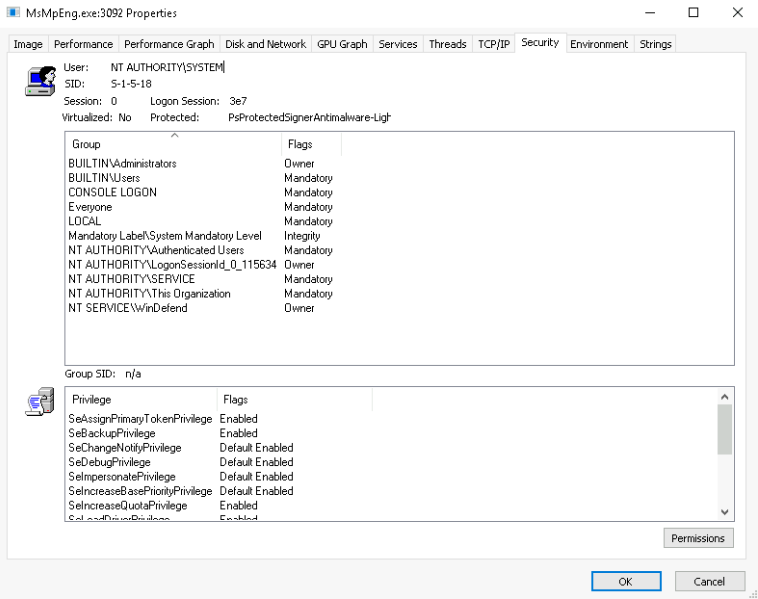 MsMpEng.exe:3092 Properties
Image Performance Performance Graph Disk and Network GPU Graph Services Threads TCP/IP Security Environment Strings
User: NT AUTHORITY\SYSTEM
SID: S-1-5-18
Session: 0 Logon Session: 3e7
Virtualized: No Protected: PsProtectedSignerAntimalware-Ligh
Group Flags
BUILTIN\Administrators Owner
BUILTIN\Users Mandatory
CONSOLE LOGON Mandatory
Everyone Mandatory
LOCAL Mandatory
Mandatory Label\System Mandatory Level Integrity
NT AUTHORITY\Authenticated Users Mandatory
NT AUTHORITY\LogonSessionId_0_115634 Owner
NT AUTHORITY\SERVICE Mandatory
NT AUTHORITY\This Organization Mandatory
NT SERVICE\WinDefend Owner
Group SID: n/a
Privilege Flags
SeAssignPrimaryTokenPrivilege Enabled
SeBackupPrivilege Enabled
SeChangeNotifyPrivilege Default Enabled
SeDebugPrivilege Default Enabled
SeImpersonatePrivilege Default Enabled
SeIncreaseBasePriorityPrivilege Default Enabled
SeIncreaseQuotaPrivilege Enabled
SeLoadDriverPrivilege Enabled
Permissions
OK Cancel